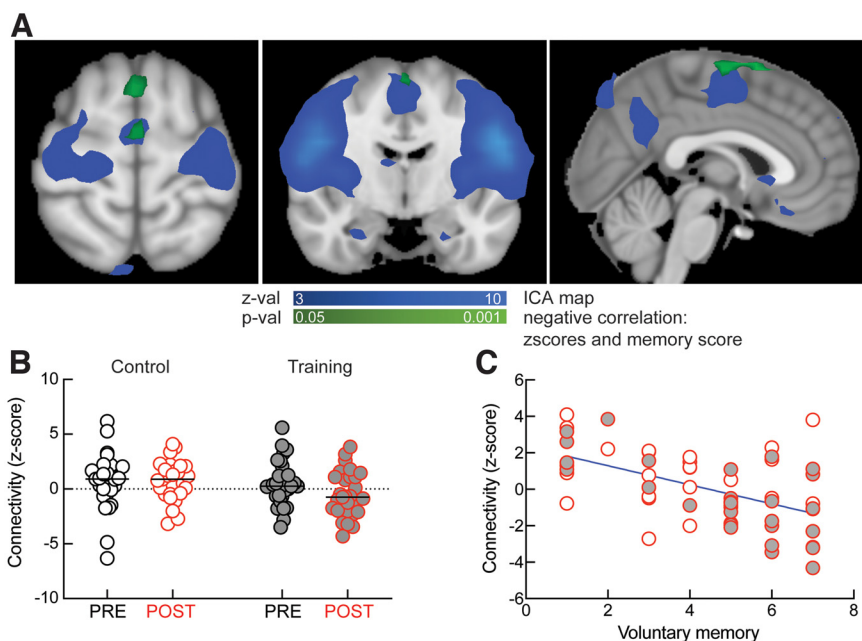 A
z-val 3 10 ICA map
p-val 0.05 0.001 negative correlation:
zscores and memory score
B
Control Training
10
5
0
-5
-10
Connectivity (z-score)
PRE POST PRE POST
C
6
4
2
0
-2
-4
-6
Connectivity (z-score)
0 2 4 6 8
Voluntary memory